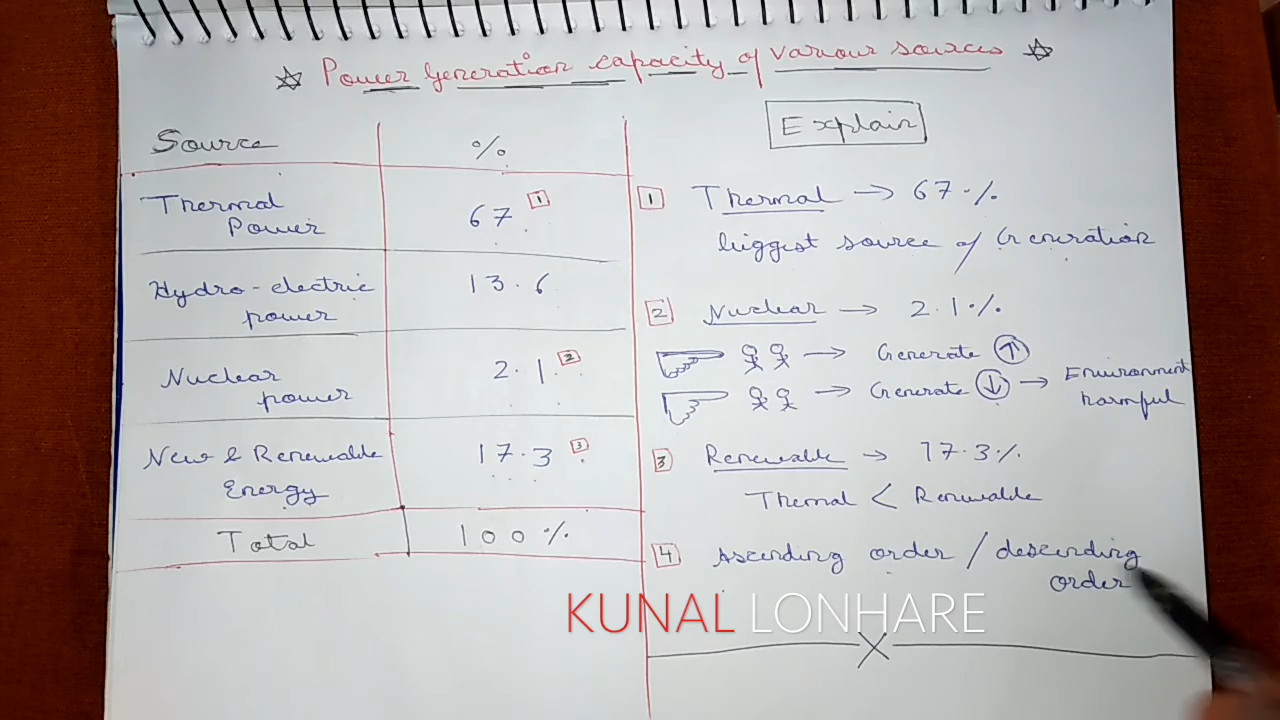 Power Generation capacity of various sources
Source %
Thermal Power 67 1
Hydro-electric power 13.6
Nuclear power 2.1 2
New & Renewable Energy 17.3 3
Total 100%
Explain
1 Thermal → 67%
biggest source of Generation
2 Nuclear → 2.1%
→ Generate ↑
→ Generate ↓ → Environment harmful
3 Renewable → 17.3%
Themal < Renewable
4 Ascending order / descending
order
KUNAL LONHARE